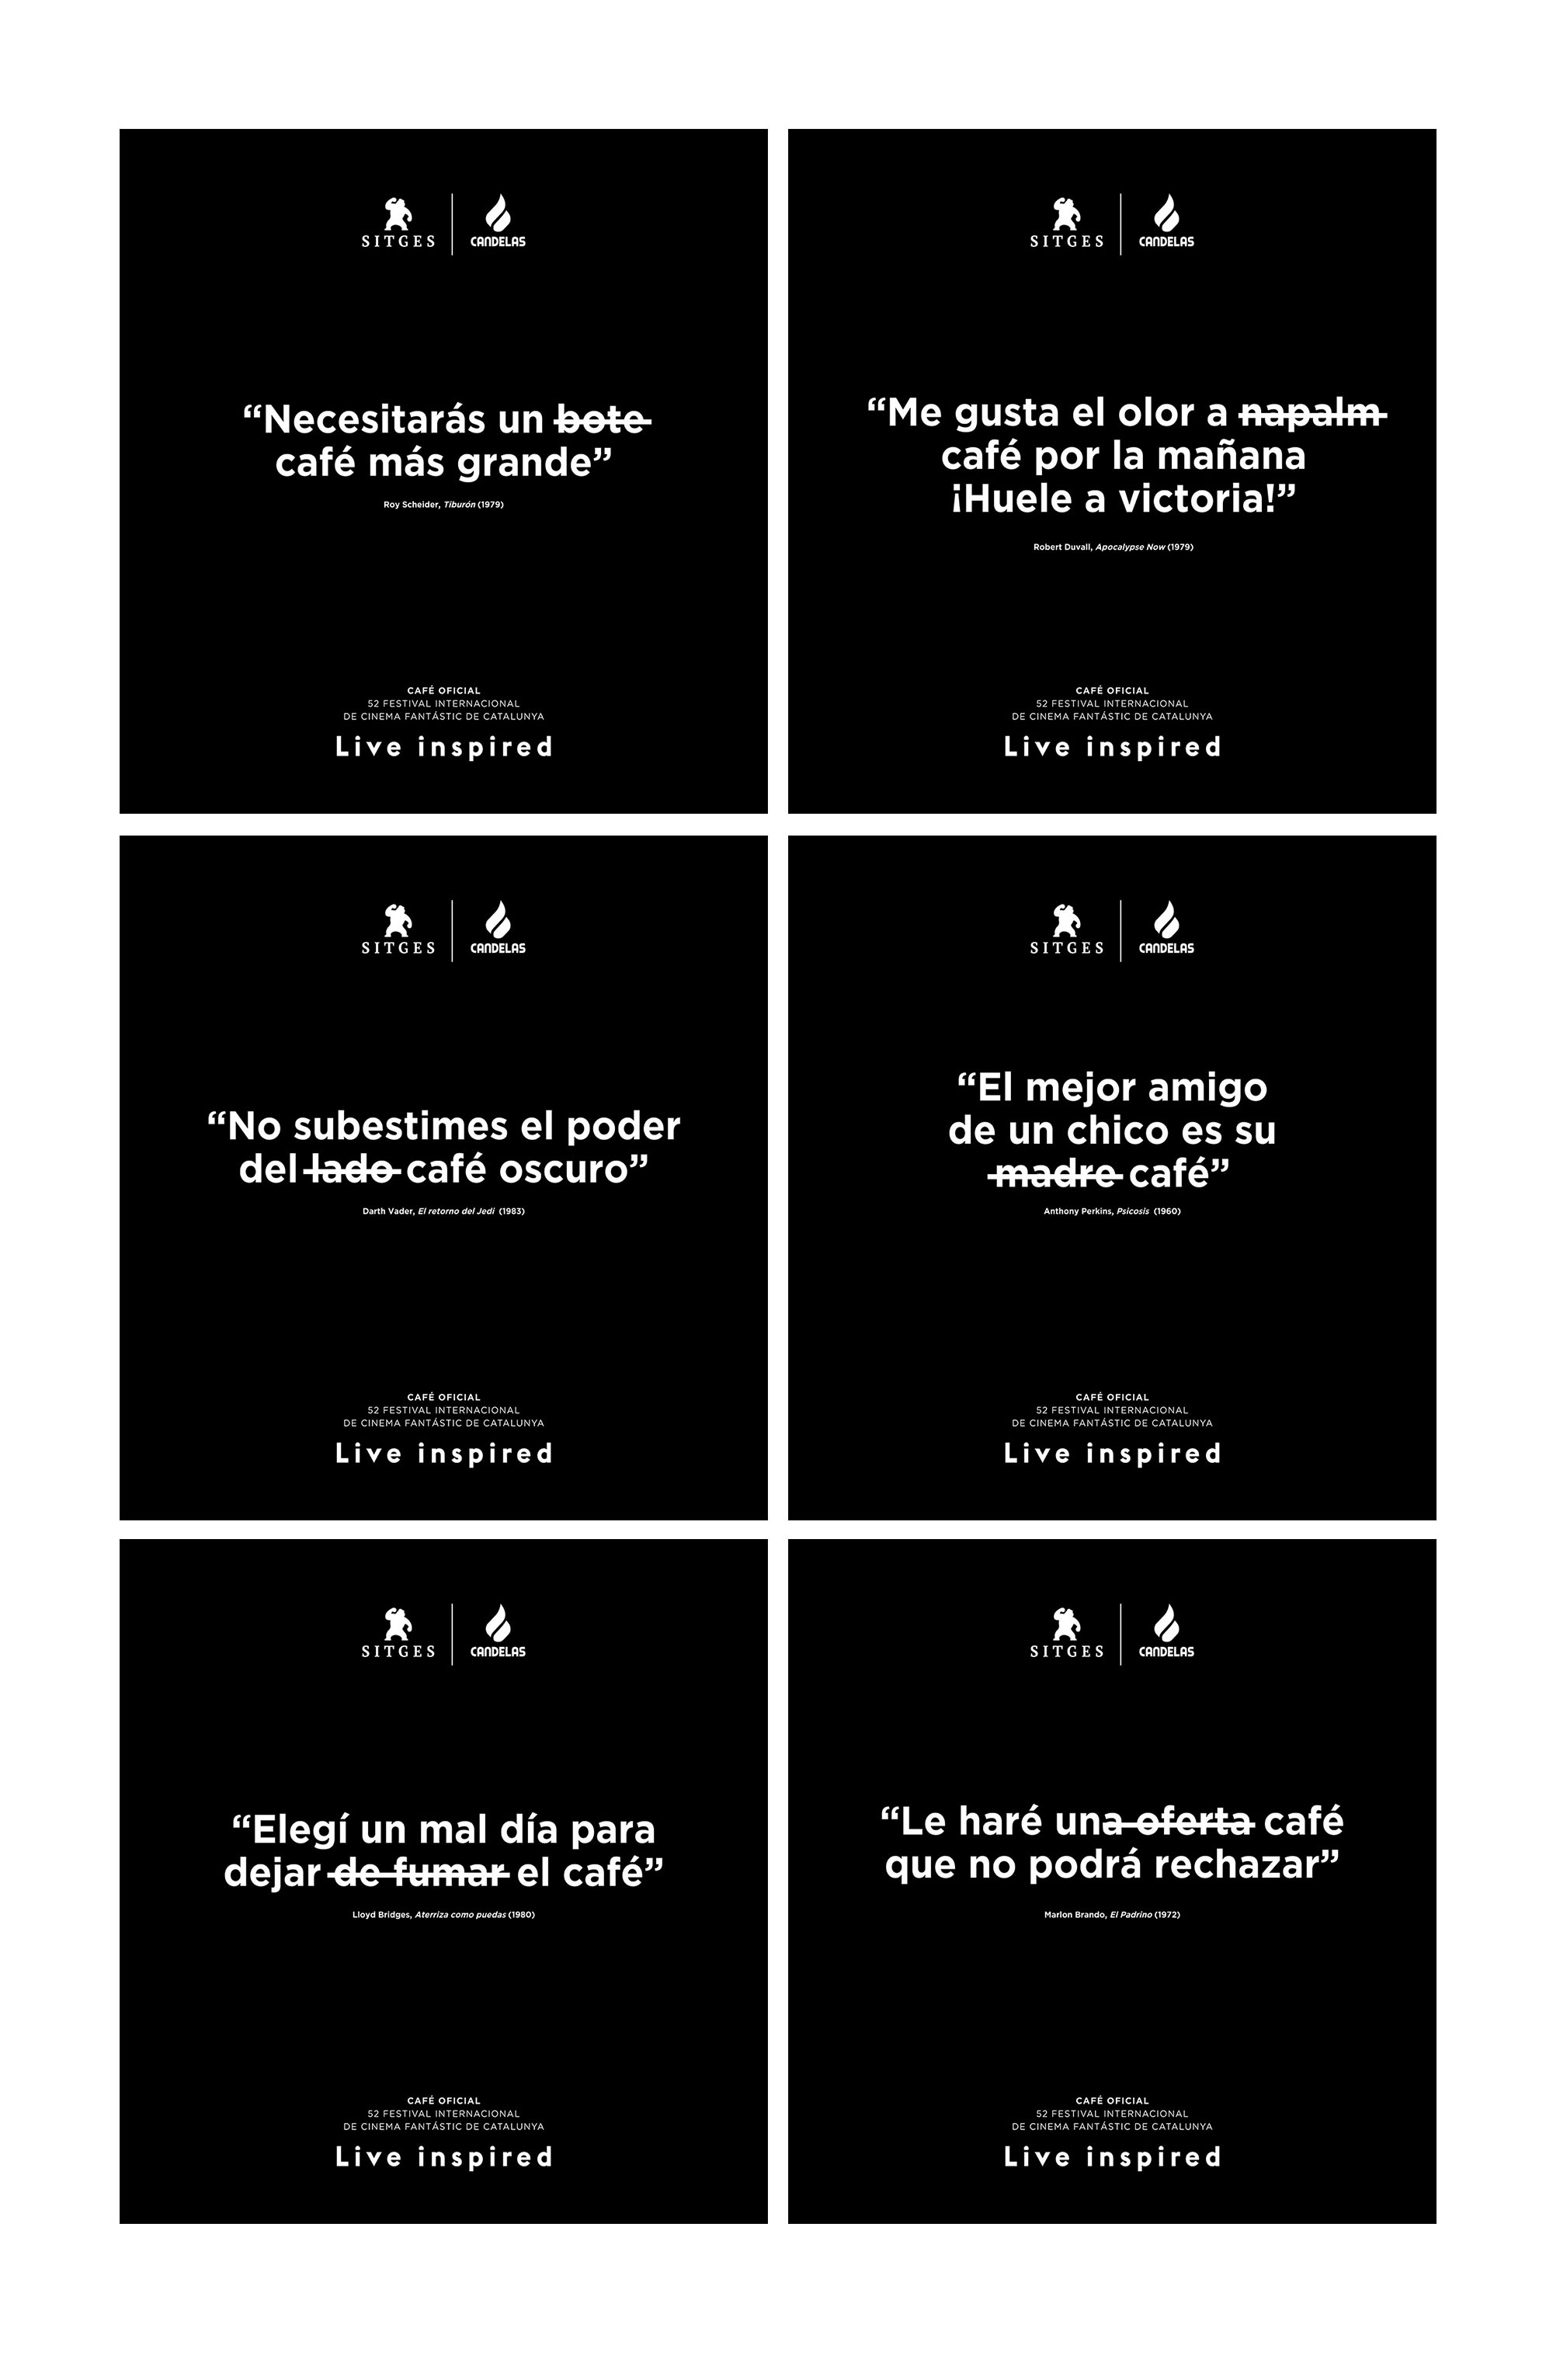 SITGES
CANDELAS
“Necesitarás un bote
café más grande”
Roy Scheider, Tiburón (1979)
CAFÉ OFICIAL
52 FESTIVAL INTERNACIONAL
DE CINEMA FANTÁSTIC DE CATALUNYA
Live inspired
SITGES
CANDELAS
“Me gusta el olor a napalm
café por la mañana
¡Huele a victoria!”
Robert Duvall, Apocalypse Now (1979)
CAFÉ OFICIAL
52 FESTIVAL INTERNACIONAL
DE CINEMA FANTÁSTIC DE CATALUNYA
Live inspired
SITGES
CANDELAS
“No subestimes el poder
del lado café oscuro”
Darth Vader, El retorno del Jedi (1983)
CAFÉ OFICIAL
52 FESTIVAL INTERNACIONAL
DE CINEMA FANTÁSTIC DE CATALUNYA
Live inspired
SITGES
CANDELAS
“El mejor amigo
de un chico es su
madre café”
Anthony Perkins, Psicosis (1960)
CAFÉ OFICIAL
52 FESTIVAL INTERNACIONAL
DE CINEMA FANTÁSTIC DE CATALUNYA
Live inspired
SITGES
CANDELAS
“Elegí un mal día para
dejar de fumar el café”
Lloyd Bridges, Aterriza como puedas (1980)
CAFÉ OFICIAL
52 FESTIVAL INTERNACIONAL
DE CINEMA FANTÁSTIC DE CATALUNYA
Live inspired
SITGES
CANDELAS
“Le haré una oferta café
que no podrá rechazar”
Marlon Brando, El Padrino (1972)
CAFÉ OFICIAL
52 FESTIVAL INTERNACIONAL
DE CINEMA FANTÁSTIC DE CATALUNYA
Live inspired